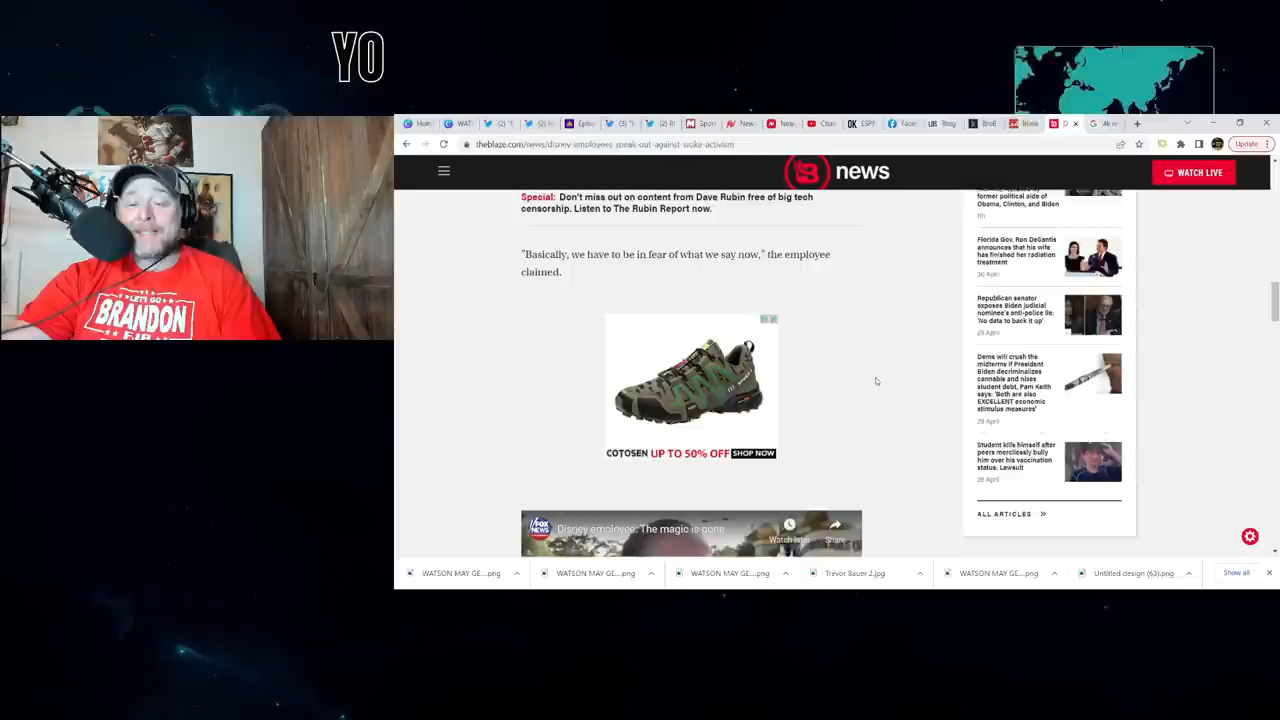 YO
theblaze.com/news/disney-employees-speak-out-against-woke-activism
Update
news
WATCH LIVE
Special: Don't miss out on content from Dave Rubin free of big tech
censorship. Listen to The Rubin Report now.
"Basically, we have to be in fear of what we say now," the employee
claimed.
COTOSEN UP TO 50% OFF SHOP NOW
FOX
NEWS
Disney employee: The magic is gone
Watch later
Share
former political aide of
Obama, Clinton, and Biden
Florida Gov. Ron DeSantis
announces that his wife
has finished her radiation
treatment
30 April
Republican senator
exposes Biden judicial
nominee's anti-police lie:
'No data to back it up'
29 April
Dems will crush the
midterms if President
Biden decriminalizes
cannabis and nixes
student debt, Pam Keith
says: 'Both are also
EXCELLENT economic
stimulus measures'
29 April
Student kills himself after
peers mercilessly bully
him over his vaccination
status: Lawsuit
28 April
ALL ARTICLES
LET'S GO
BRANDON
WATSON MAY GE....png
WATSON MAY GE....png
WATSON MAY GE....png
Trevor Bauer 2.jpg
WATSON MAY GE....png
Untitled design (63).png
Show all